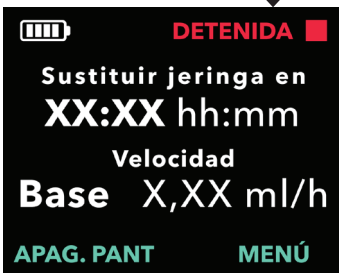 DETENIDA
Sustituir jeringa en
XX:XX hh:mm
Velocidad
Base X,XX ml/h
APAG. PANT MENÚ